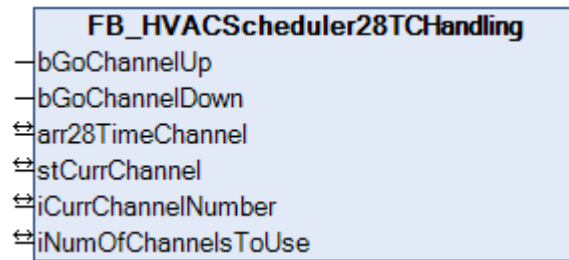 FB_HVACScheduler28TCHandling
bGoChannelUp
bGoChannelDown
arr28TimeChannel
stCurrChannel
iCurrChannelNumber
iNumOfChannelsToUse